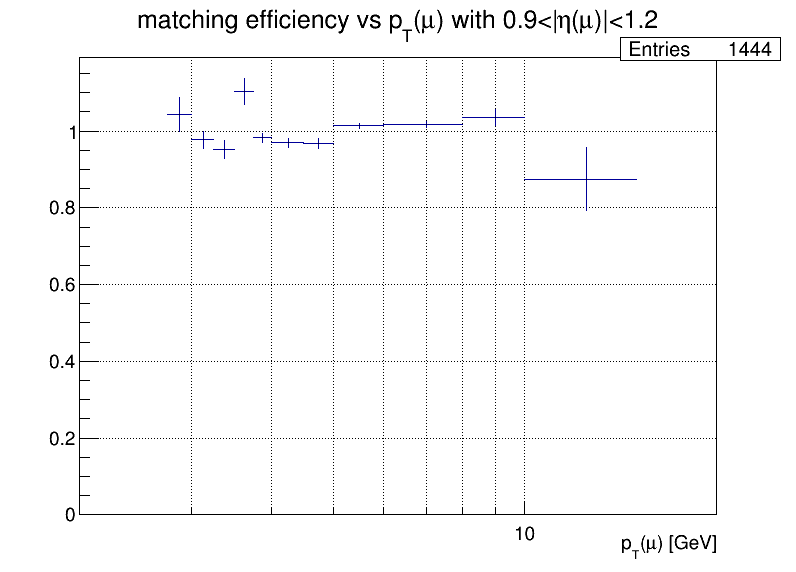 matching efficiency vs p_T(μ) with 0.9<|η(μ)|<1.2
Entries 1444
1
0.8
0.6
0.4
0.2
0
10
p_T(μ) [GeV]